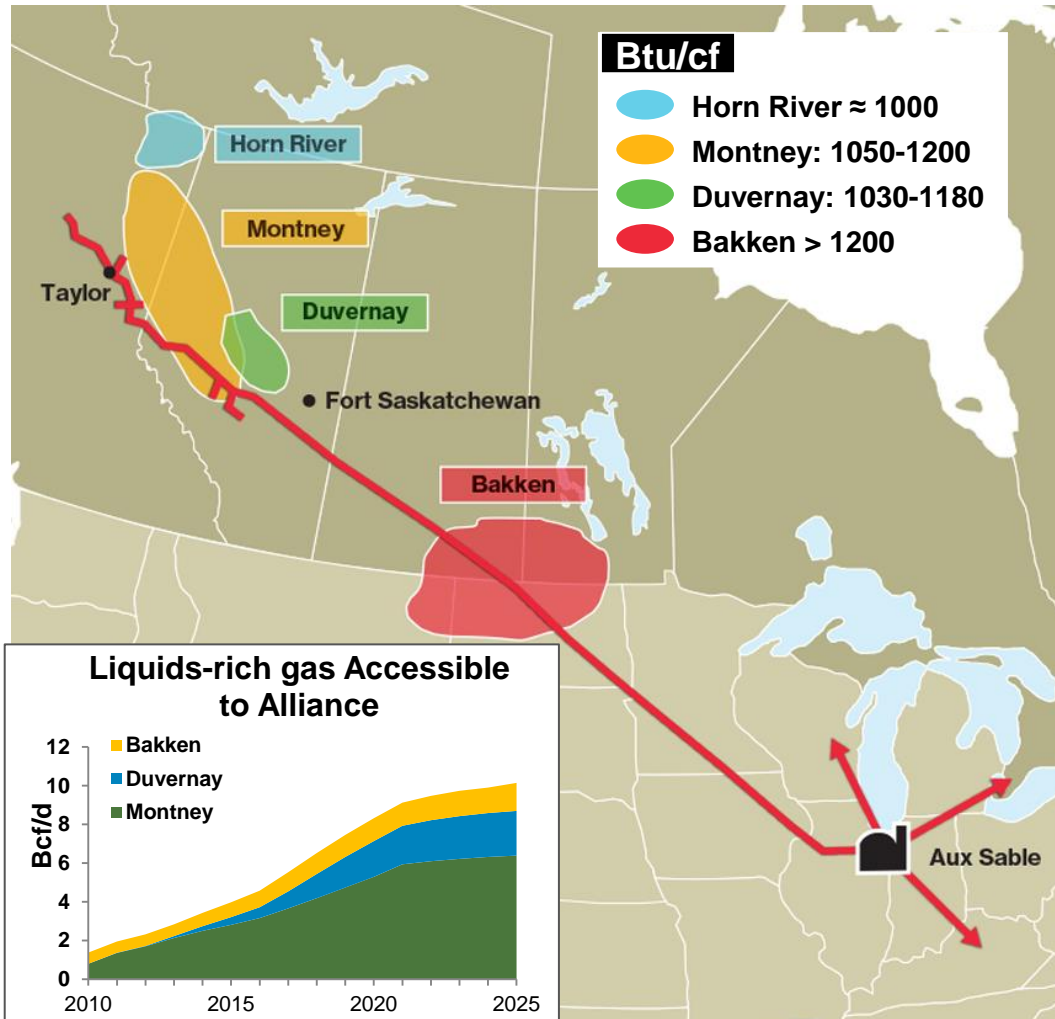 Btu/cf
Horn River ≈ 1000
Montney: 1050-1200
Duvernay: 1030-1180
Bakken > 1200
Horn River
Montney
Taylor
Duvernay
Fort Saskatchewan
Bakken
Aux Sable
Liquids-rich gas Accessible
to Alliance
Bcf/d
12
10
8
6
4
2
0
Bakken
Duvernay
Montney
2010
2015
2020
2025